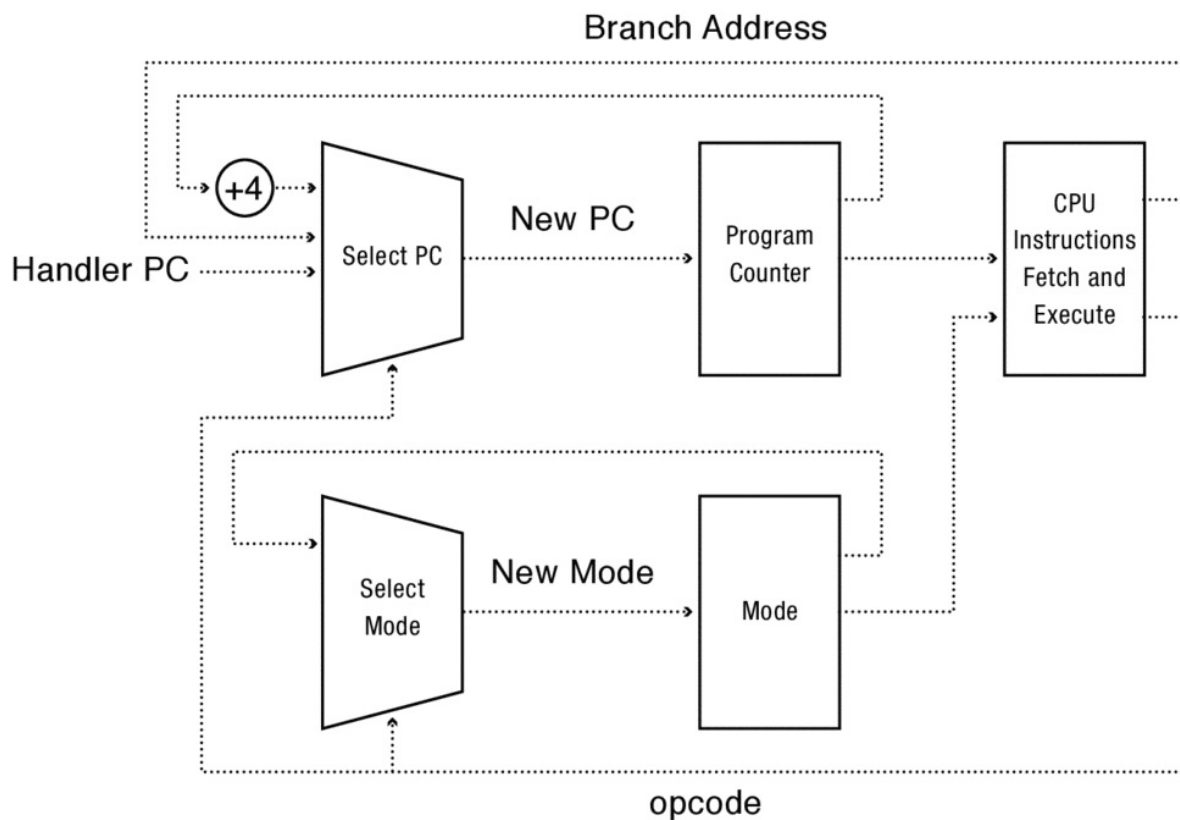 Branch Address
+4
Handler PC
Select PC
New PC
Program
Counter
CPU
Instructions
Fetch and
Execute
Select
Mode
New Mode
Mode
opcode